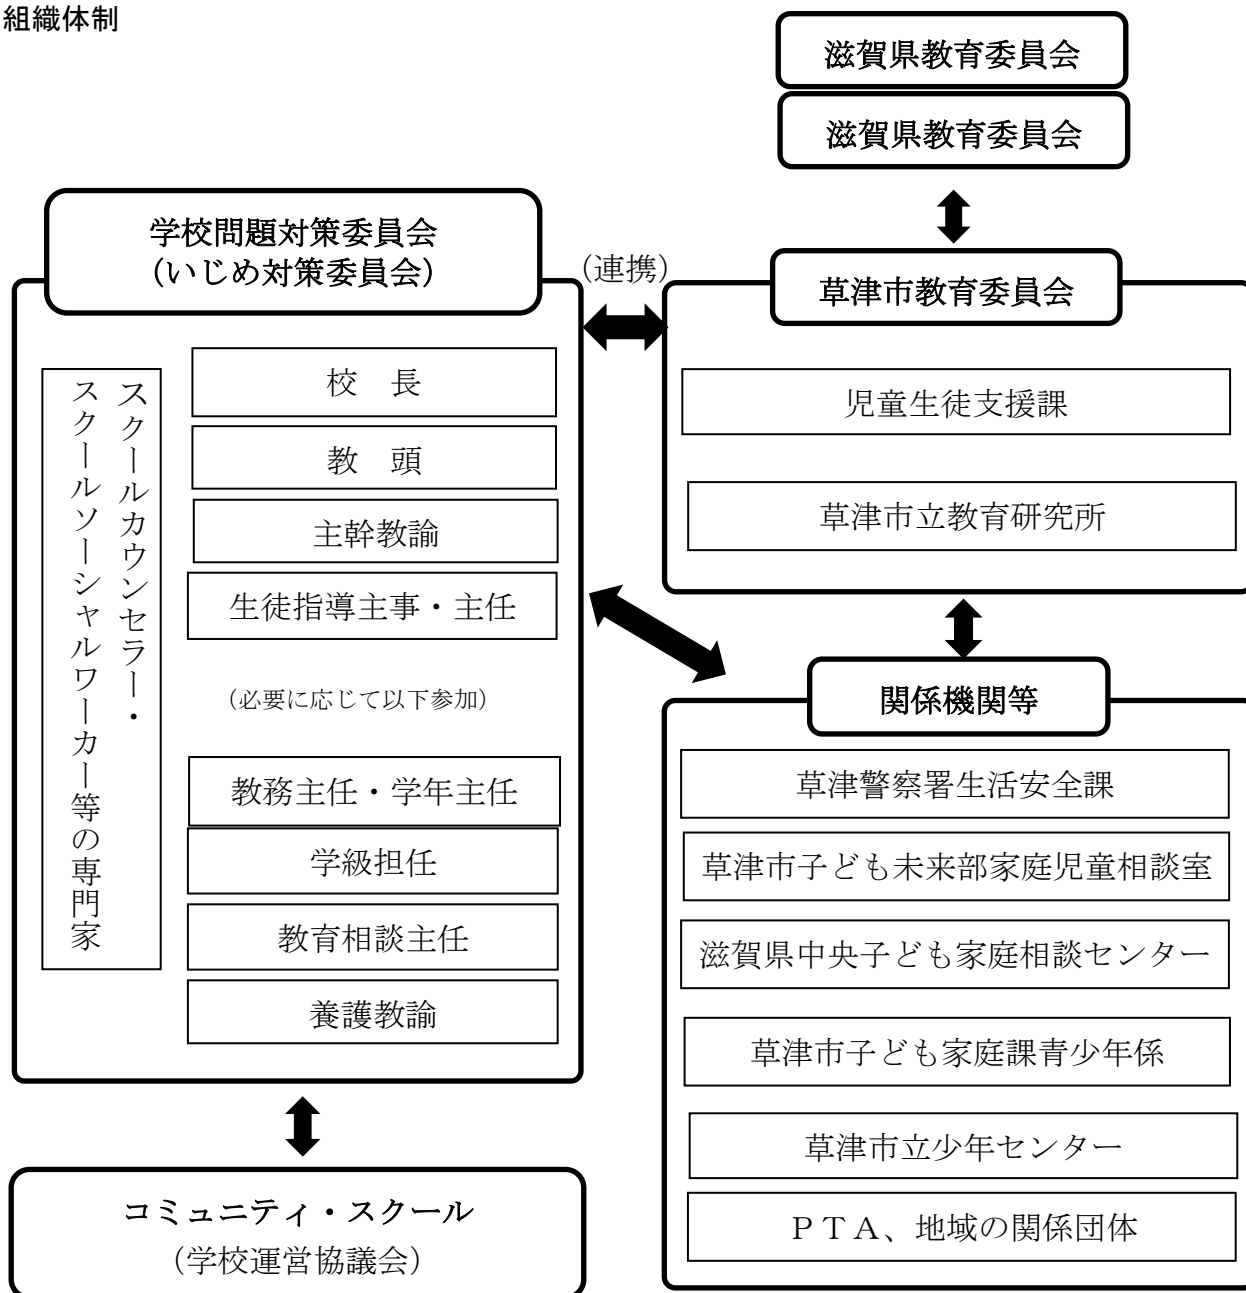 組織体制
滋賀県教育委員会
滋賀県教育委員会
学校問題対策委員会
(いじめ対策委員会)
(連携)
草津市教育委員会
児童生徒支援課
草津市立教育研究所
スクールカウンセラー・
スクールソーシャルワーカー等の専門家
校　長
教　頭
主幹教諭
生徒指導主事・主任
(必要に応じて以下参加)
教務主任・学年主任
学級担任
教育相談主任
養護教諭
関係機関等
草津警察署生活安全課
草津市子ども未来部家庭児童相談室
滋賀県中央子ども家庭相談センター
草津市子ども家庭課青少年係
草津市立少年センター
ＰＴＡ、地域の関係団体
コミュニティ・スクール
（学校運営協議会）